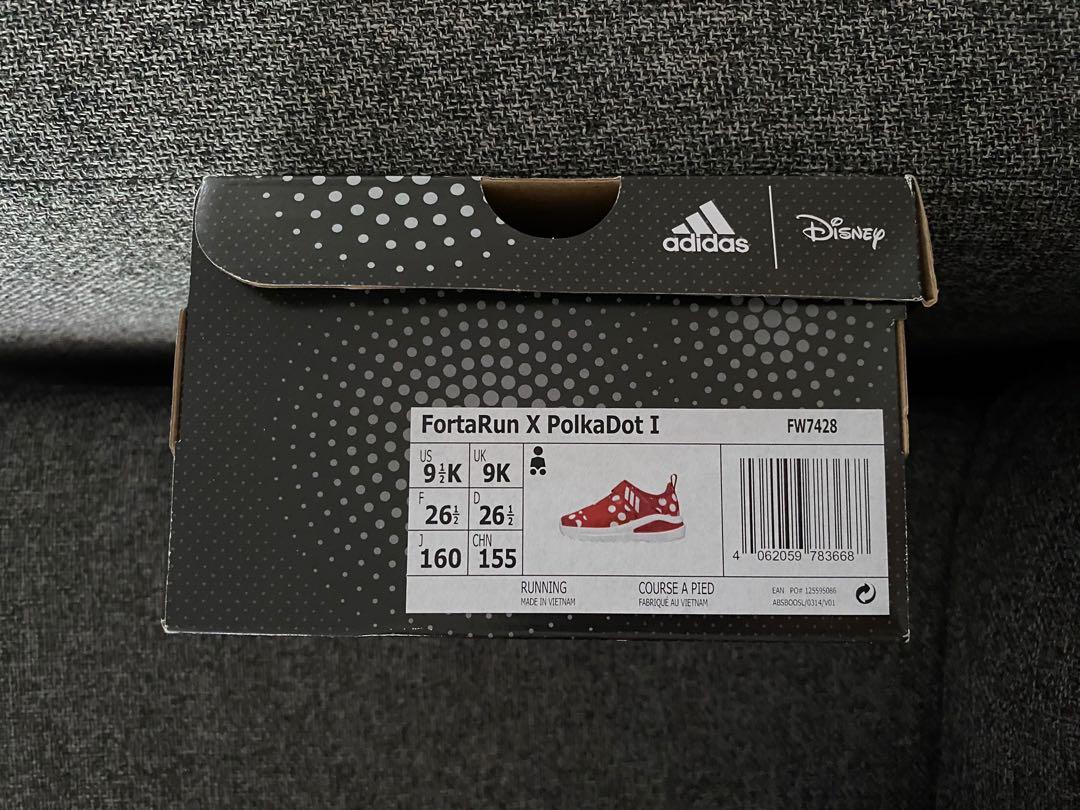 adidas
Disney
FortaRun X PolkaDot I
FW7428
US
9½K
UK
9K
F
26½
D
26½
J
160
CHN
155
4 062059 783668
RUNNING
MADE IN VIETNAM
COURSE A PIED
FABRIQUÉ AU VIETNAM
EAN PO# 125595086
ABSBOOSL/0314/V01